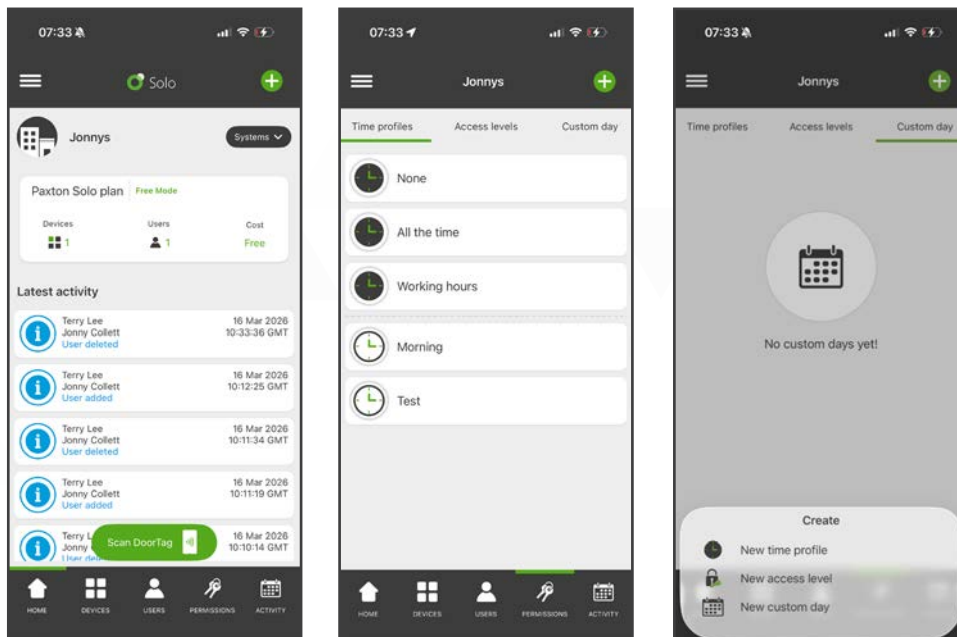 07:33
Solo
Jonnys
Systems
Paxton Solo plan Free Mode
Devices Users Cost
1 1 Free
Latest activity
Terry Lee 16 Mar 2026
Jonny Collett 10:33:36 GMT
User deleted
Terry Lee 16 Mar 2026
Jonny Collett 10:12:25 GMT
User added
Terry Lee 16 Mar 2026
Jonny Collett 10:11:34 GMT
User deleted
Terry Lee 16 Mar 2026
Jonny Collett 10:11:19 GMT
User added
Terry 16 Mar 2026
Jonny 10:10:14 GMT
User
Scan DoorTag
HOME DEVICES USERS PERMISSIONS ACTIVITY
07:33
Jonnys
Time profiles Access levels Custom day
None
All the time
Working hours
Morning
Test
HOME DEVICES USERS PERMISSIONS ACTIVITY
07:33
Jonnys
Time profiles Access levels Custom day
No custom days yet!
Create
New time profile
New access level
New custom day